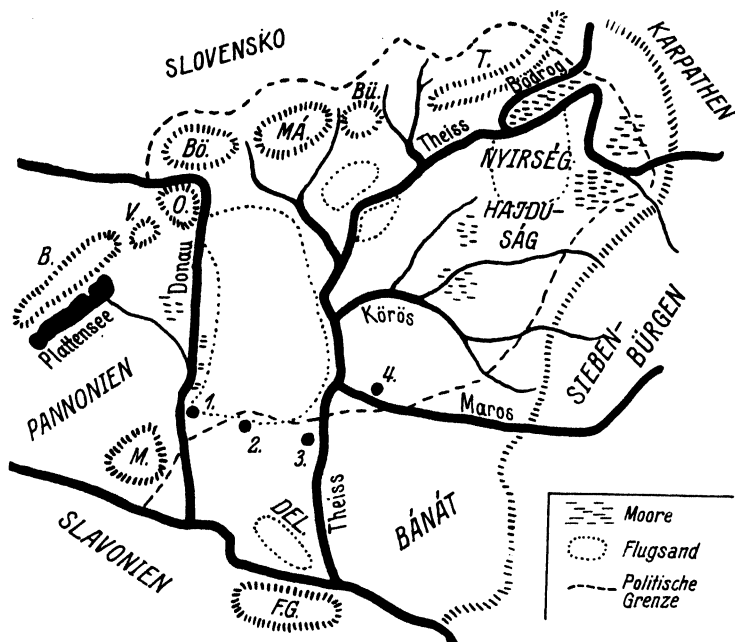 SLOVENSKO
KARPATHEN
T.
Bödrog
Bü.
MÁ.
Bö.
Theiss
NYIRSÉG
O.
V.
HAJDU-
SÁG
B.
Donau
Plattensee
Körös
SIEBEN-
BÜRGEN
4.
1.
PANNONIEN
Maros
2.
3.
M.
DEL.
Theiss
BÁNÁT
SLAVONIEN
F.G.
Moore
Flugsand
Politische
Grenze